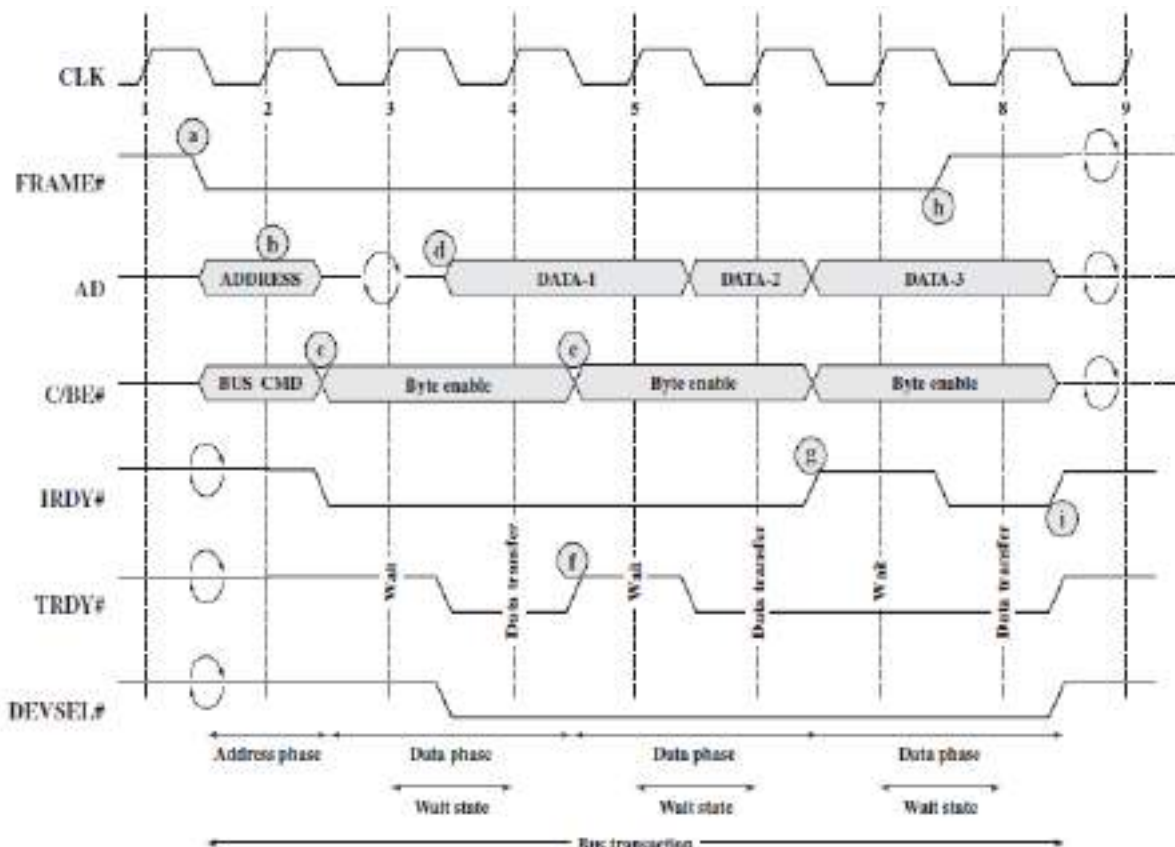 CLK
1 2 3 4 5 6 7 8 9
a
FRAME#
h
b
d
AD
ADDRESS
DATA-1
DATA-2
DATA-3
c
e
C/BE#
BUS CMD
Byte enable
Byte enable
Byte enable
g
IRDY#
i
f
TRDY#
Wait
Data transfer
Wait
Data transfer
Wait
Data transfer
DEVSEL#
Address phase
Data phase
Data phase
Data phase
Wait state
Wait state
Wait state
Bus transaction